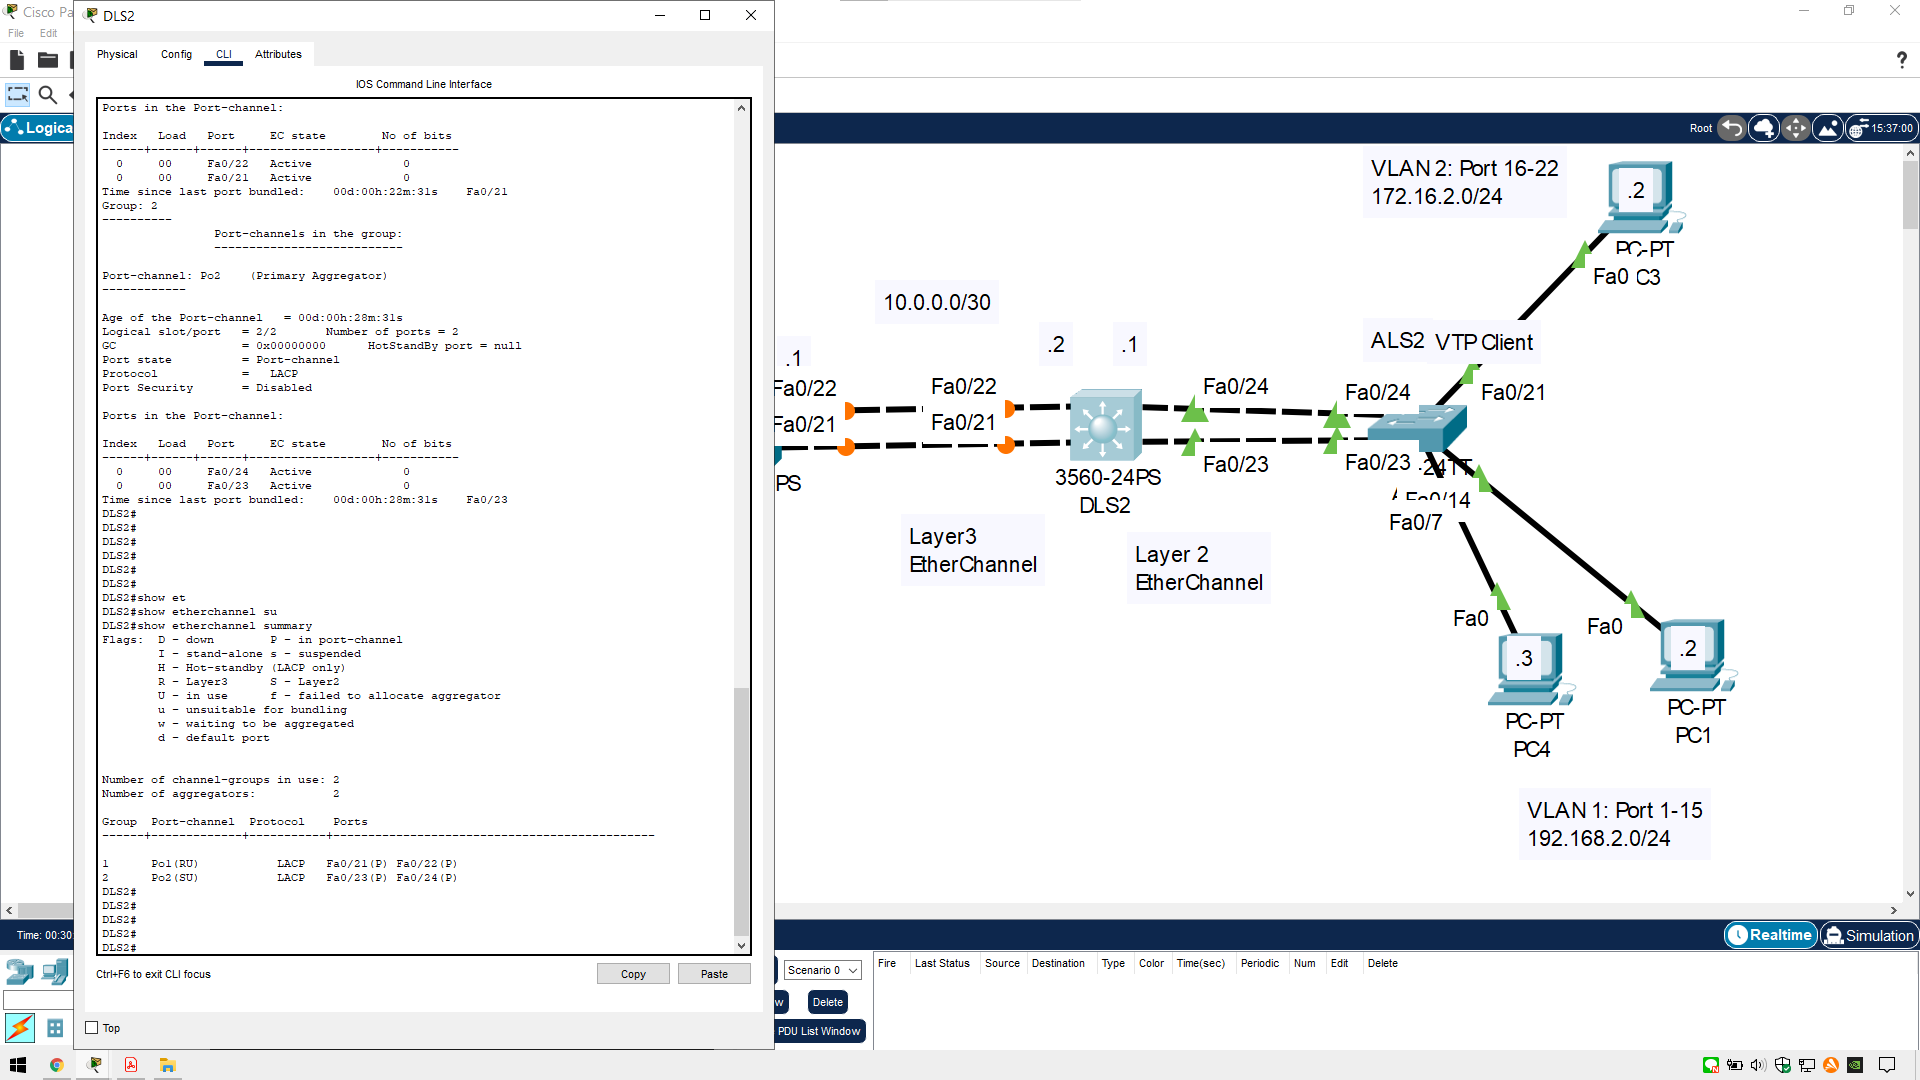 Cisco Pa
File Edit
Logica
DLS2
Physical Config CLI Attributes
IOS Command Line Interface
Ports in the Port-channel:
Index Load Port EC state No of bits
------+------+------+------------------+-----------
0 00 Fa0/22 Active 0
0 00 Fa0/21 Active 0
Time since last port bundled: 00d:00h:22m:31s Fa0/21
Group: 2
----------
Port-channels in the group:
---------------------------
Port-channel: Po2 (Primary Aggregator)
------------
Age of the Port-channel = 00d:00h:28m:31s
Logical slot/port = 2/2 Number of ports = 2
GC = 0x00000000 HotStandBy port = null
Port state = Port-channel
Protocol = LACP
Port Security = Disabled
Ports in the Port-channel:
Index Load Port EC state No of bits
------+------+------+------------------+-----------
0 00 Fa0/24 Active 0
0 00 Fa0/23 Active 0
Time since last port bundled: 00d:00h:28m:31s Fa0/23
DLS2#
DLS2#
DLS2#
DLS2#
DLS2#
DLS2#
DLS2#show et
DLS2#show etherchannel su
DLS2#show etherchannel summary
Flags: D - down P - in port-channel
I - stand-alone s - suspended
H - Hot-standby (LACP only)
R - Layer3 S - Layer2
U - in use f - failed to allocate aggregator
u - unsuitable for bundling
w - waiting to be aggregated
d - default port
Number of channel-groups in use: 2
Number of aggregators: 2
Group Port-channel Protocol Ports
------+-------------+-----------+----------------------------------------------
1 Po1(RU) LACP Fa0/21(P) Fa0/22(P)
2 Po2(SU) LACP Fa0/23(P) Fa0/24(P)
DLS2#
DLS2#
DLS2#
DLS2#
DLS2#
Ctrl+F6 to exit CLI focus
Copy Paste
Top
Root 15:37:00
VLAN 2: Port 16-22
172.16.2.0/24
.2
PC-PT
Fa0 C3
10.0.0.0/30
.2 .1
.1
ALS2 VTP Client
Fa0/22 Fa0/22 Fa0/24 Fa0/24 Fa0/21
Fa0/21 Fa0/21
Fa0/23 Fa0/23 .24TT
PS
3560-24PS
DLS2
Fa0/14
Fa0/7
Layer3
EtherChannel
Layer 2
EtherChannel
Fa0
Fa0
.3
.2
PC-PT
PC4
PC-PT
PC1
VLAN 1: Port 1-15
192.168.2.0/24
Time: 00:30
Realtime Simulation
Scenario 0
Delete
PDU List Window
Fire Last Status Source Destination Type Color Time(sec) Periodic Num Edit Delete